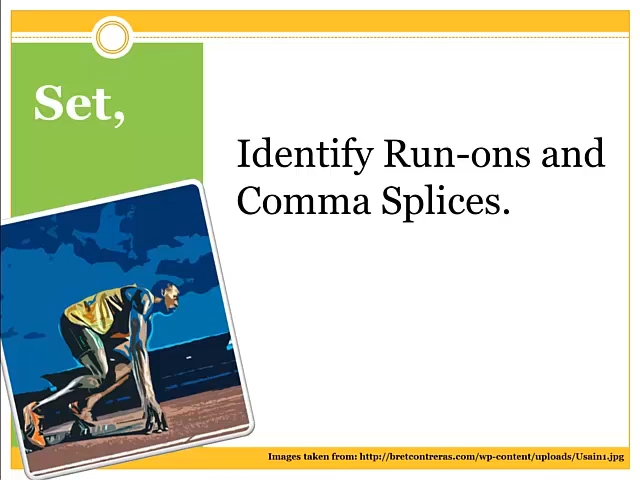 Set,
Identify Run-ons and
Comma Splices.
Images taken from: http://bretcontreras.com/wp-content/uploads/Usain1.jpg